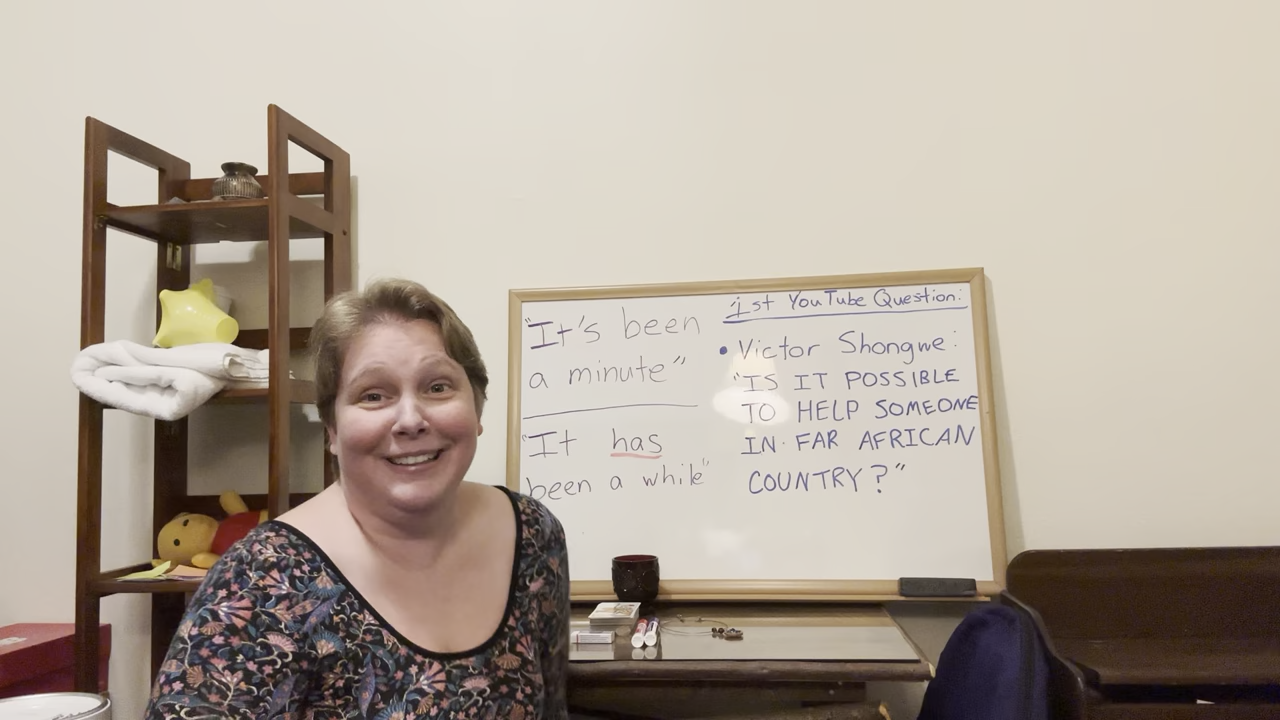 "It's been
a minute"
"It has
been a while"
1st YouTube Question:
• Victor Shongwe:
"IS IT POSSIBLE
TO HELP SOMEONE
IN FAR AFRICAN
COUNTRY?"